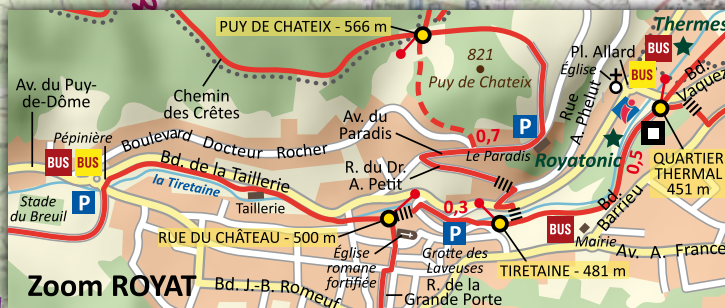 ROYAT
PUY DE CHATEIX - 566 m
Thermes
BUS
Pl. Allard
Église
BUS
Bd.
Vaquez
821
Puy de Chateix
Av. du Puy-
de-Dôme
Chemin
des Crêtes
Rue
A. Phelut
Av. du
Paradis
P
0,7
Pépinière
Boulevard Docteur Rocher
Le Paradis
Royatonic
0,5
QUARTIER
THERMAL
451 m
BUS
BUS
Bd. de la Taillerie
R. du Dr.
A. Petit
la Tiretaine
Stade
du Breuil
P
Taillerie
0,3
Bd.
Barrieu
RUE DU CHÂTEAU - 500 m
P
BUS
Mairie
Église
romane
fortifiée
Grotte des
Laveuses
Av. A. France
TIRETAINE - 481 m
Zoom ROYAT
Bd. J.-B. Romeuf
R. de la
Grande Porte